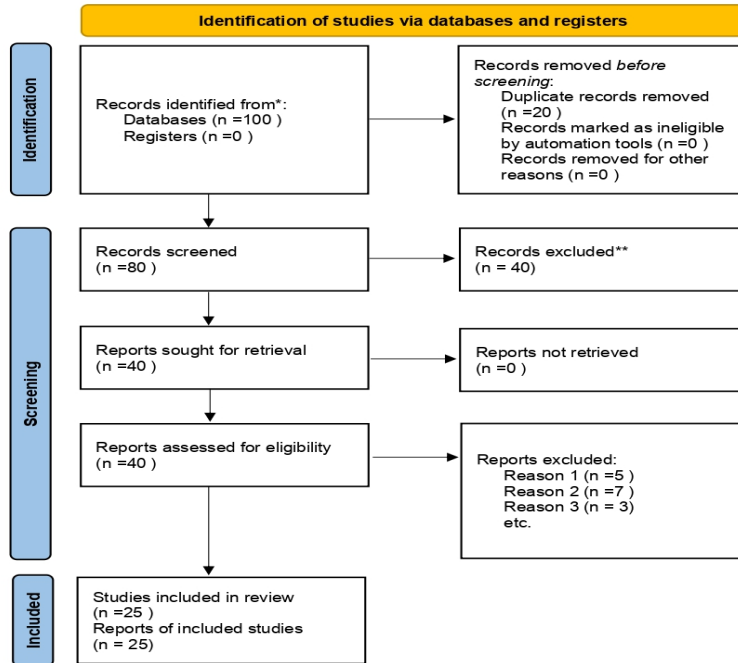 Identification of studies via databases and registers
Identification
Records identified from*:
Databases (n =100 )
Registers (n =0 )
Records removed before
screening:
Duplicate records removed
(n =20 )
Records marked as ineligible
by automation tools (n =0 )
Records removed for other
reasons (n =0 )
Screening
Records screened
(n =80 )
Records excluded**
(n = 40)
Reports sought for retrieval
(n =40 )
Reports not retrieved
(n =0 )
Reports assessed for eligibility
(n =40 )
Reports excluded:
Reason 1 (n =5 )
Reason 2 (n =7 )
Reason 3 (n = 3)
etc.
Included
Studies included in review
(n =25 )
Reports of included studies
(n = 25)